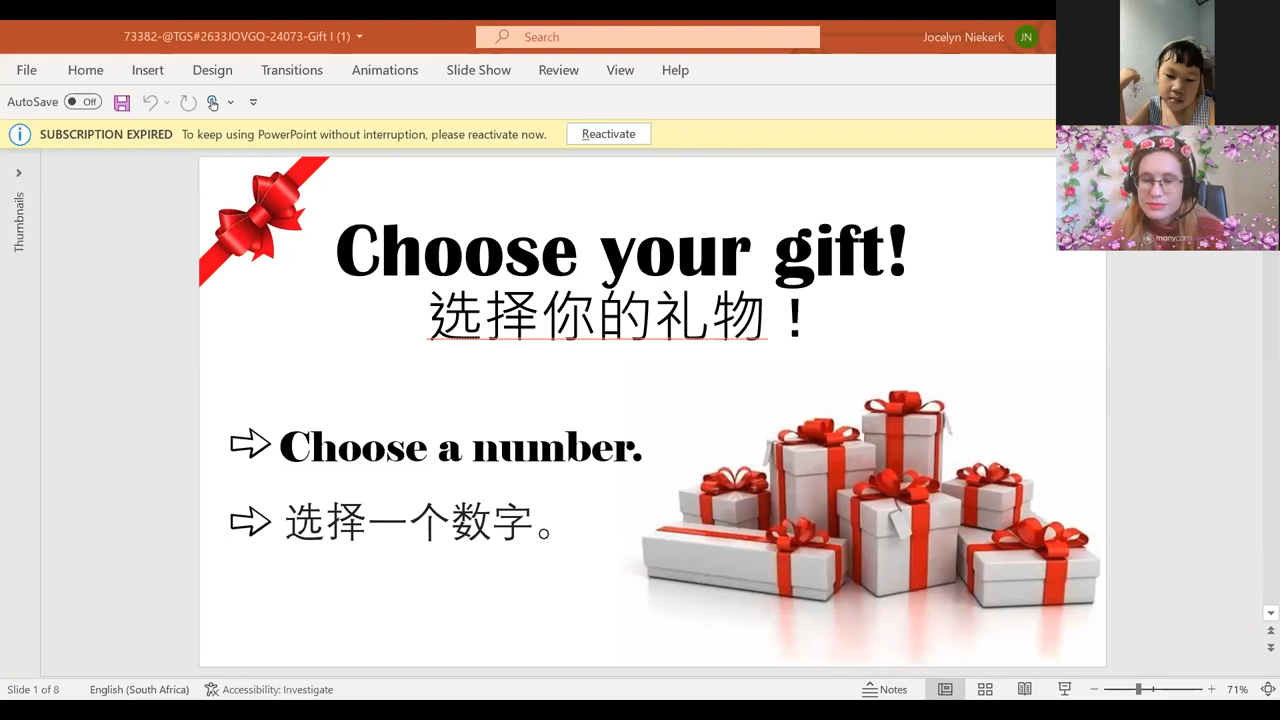 73382-@TGS#2633JOVGQ-24073-Gift I (1)
Search
Jocelyn Niekerk
JN
File Home Insert Design Transitions Animations Slide Show Review View Help
AutoSave Off
SUBSCRIPTION EXPIRED To keep using PowerPoint without interruption, please reactivate now. Reactivate
Thumbnails
Choose your gift!
选择你的礼物！
Choose a number.
选择一个数字。
manycam
Slide 1 of 8 English (South Africa) Accessibility: Investigate Notes 71%